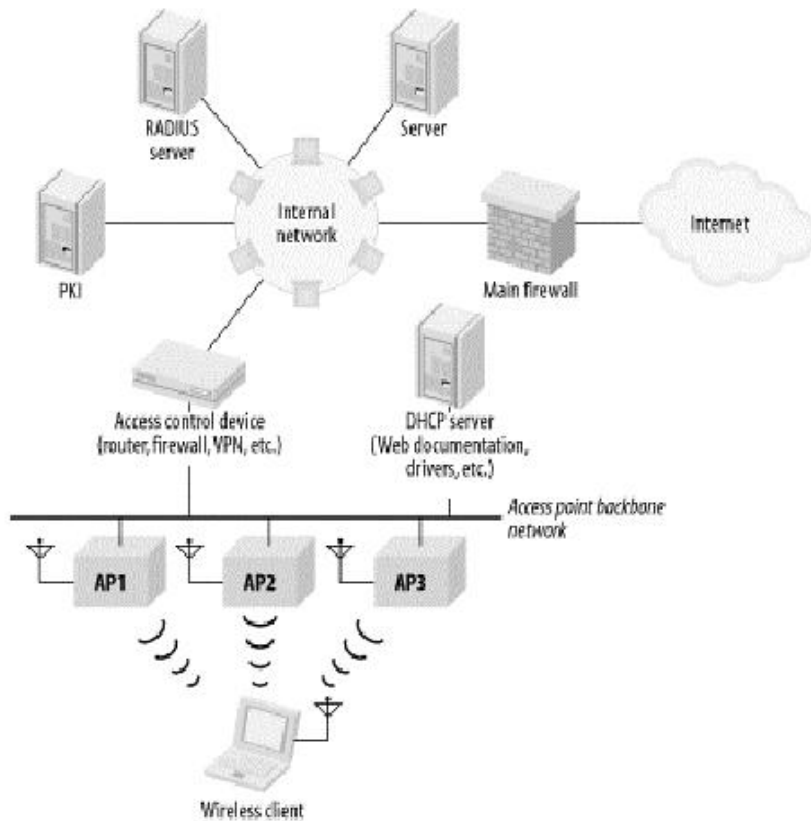 RADIUS
server
Server
Internal
network
Internet
PKI
Main firewall
Access control device
(router, firewall, VPN, etc.)
DHCP server
(Web documentation,
drivers, etc.)
Access point backbone
network
AP1
AP2
AP3
Wireless client